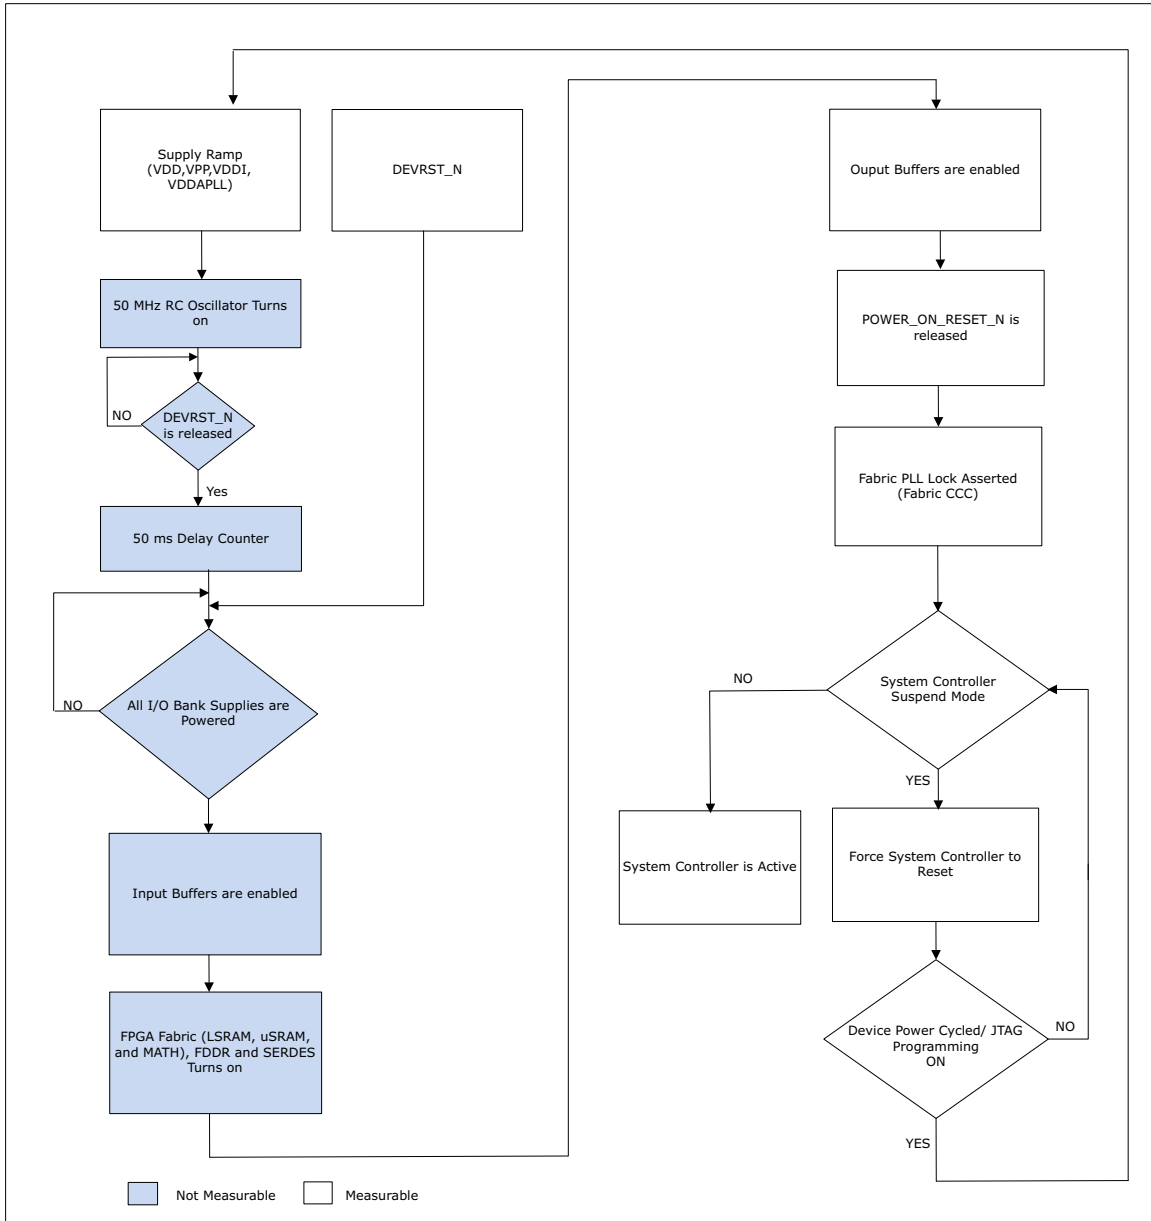 Supply Ramp
(VDD,VPP,VDDI,
VDDAPLL)
DEVRST_N
50 MHz RC Oscillator Turns
on
NO
DEVRST_N
is released
Yes
50 ms Delay Counter
NO
All I/O Bank Supplies are
Powered
Input Buffers are enabled
FPGA Fabric (LSRAM, uSRAM,
and MATH), FDDR and SERDES
Turns on
Ouput Buffers are enabled
POWER_ON_RESET_N is
released
Fabric PLL Lock Asserted
(Fabric CCC)
NO
System Controller
Suspend Mode
YES
System Controller is Active
Force System Controller to
Reset
Device Power Cycled/ JTAG
Programming
ON
NO
YES
Not Measurable
Measurable